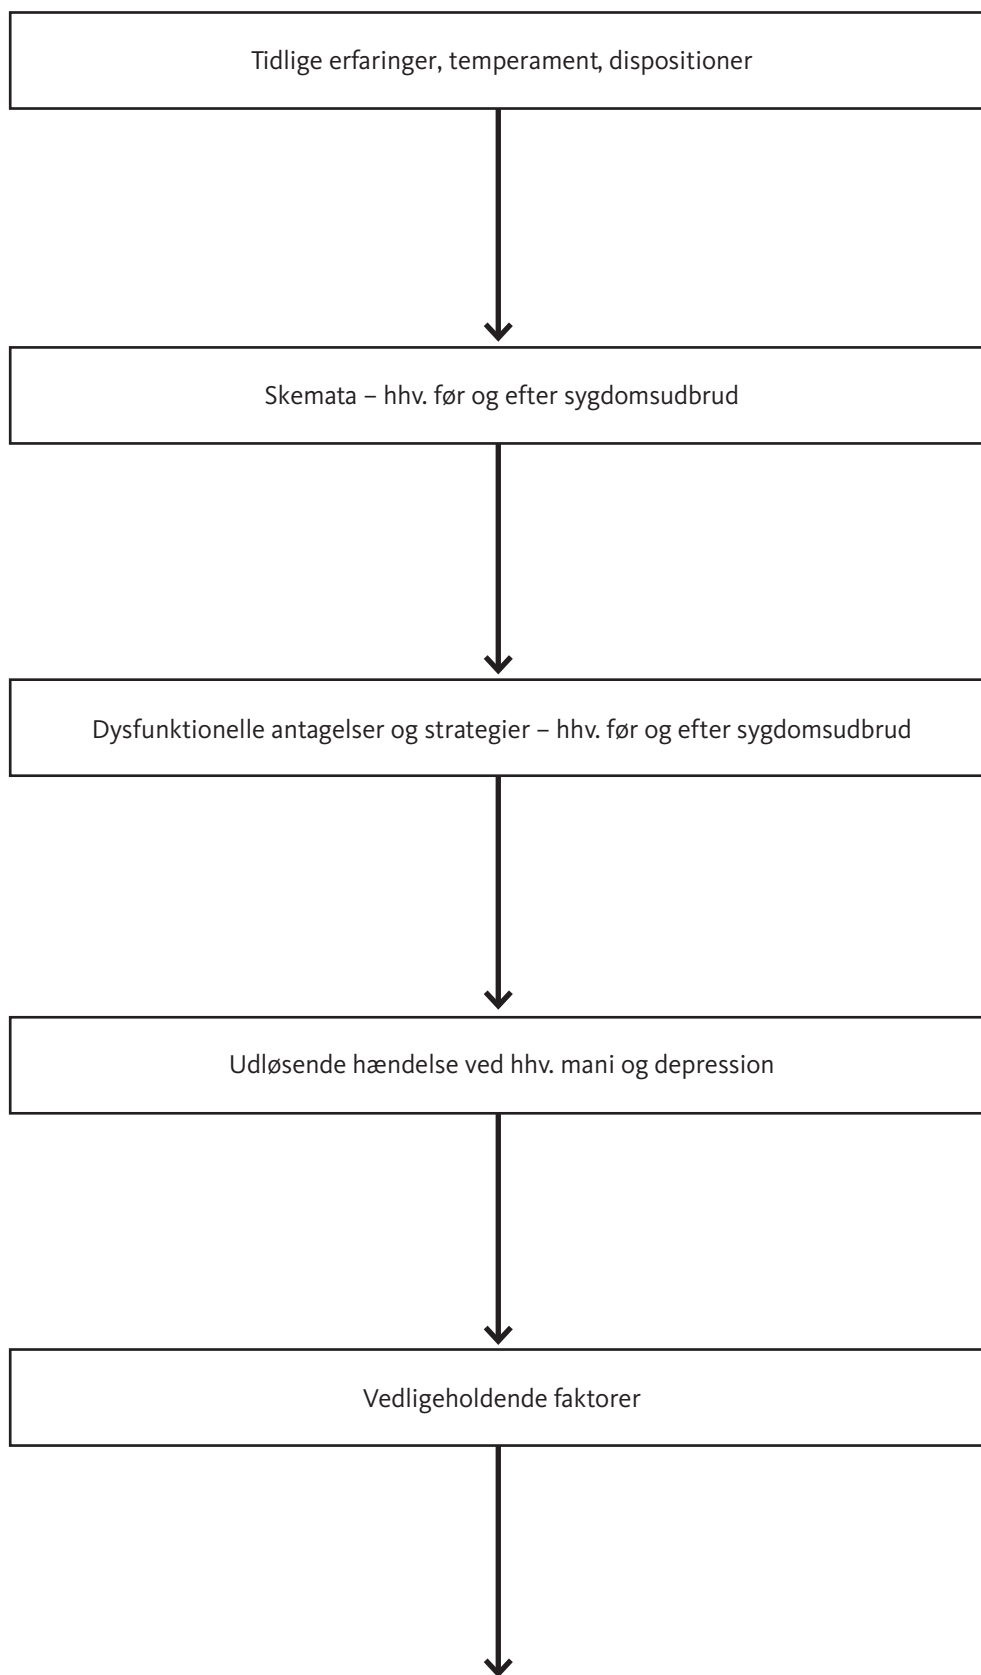 Tidlige erfaringer, temperament, dispositioner
Skemata – hhv. før og efter sygdomsudbrud
Dysfunktionelle antagelser og strategier – hhv. før og efter sygdomsudbrud
Udløsende hændelse ved hhv. mani og depression
Vedligeholdende faktorer